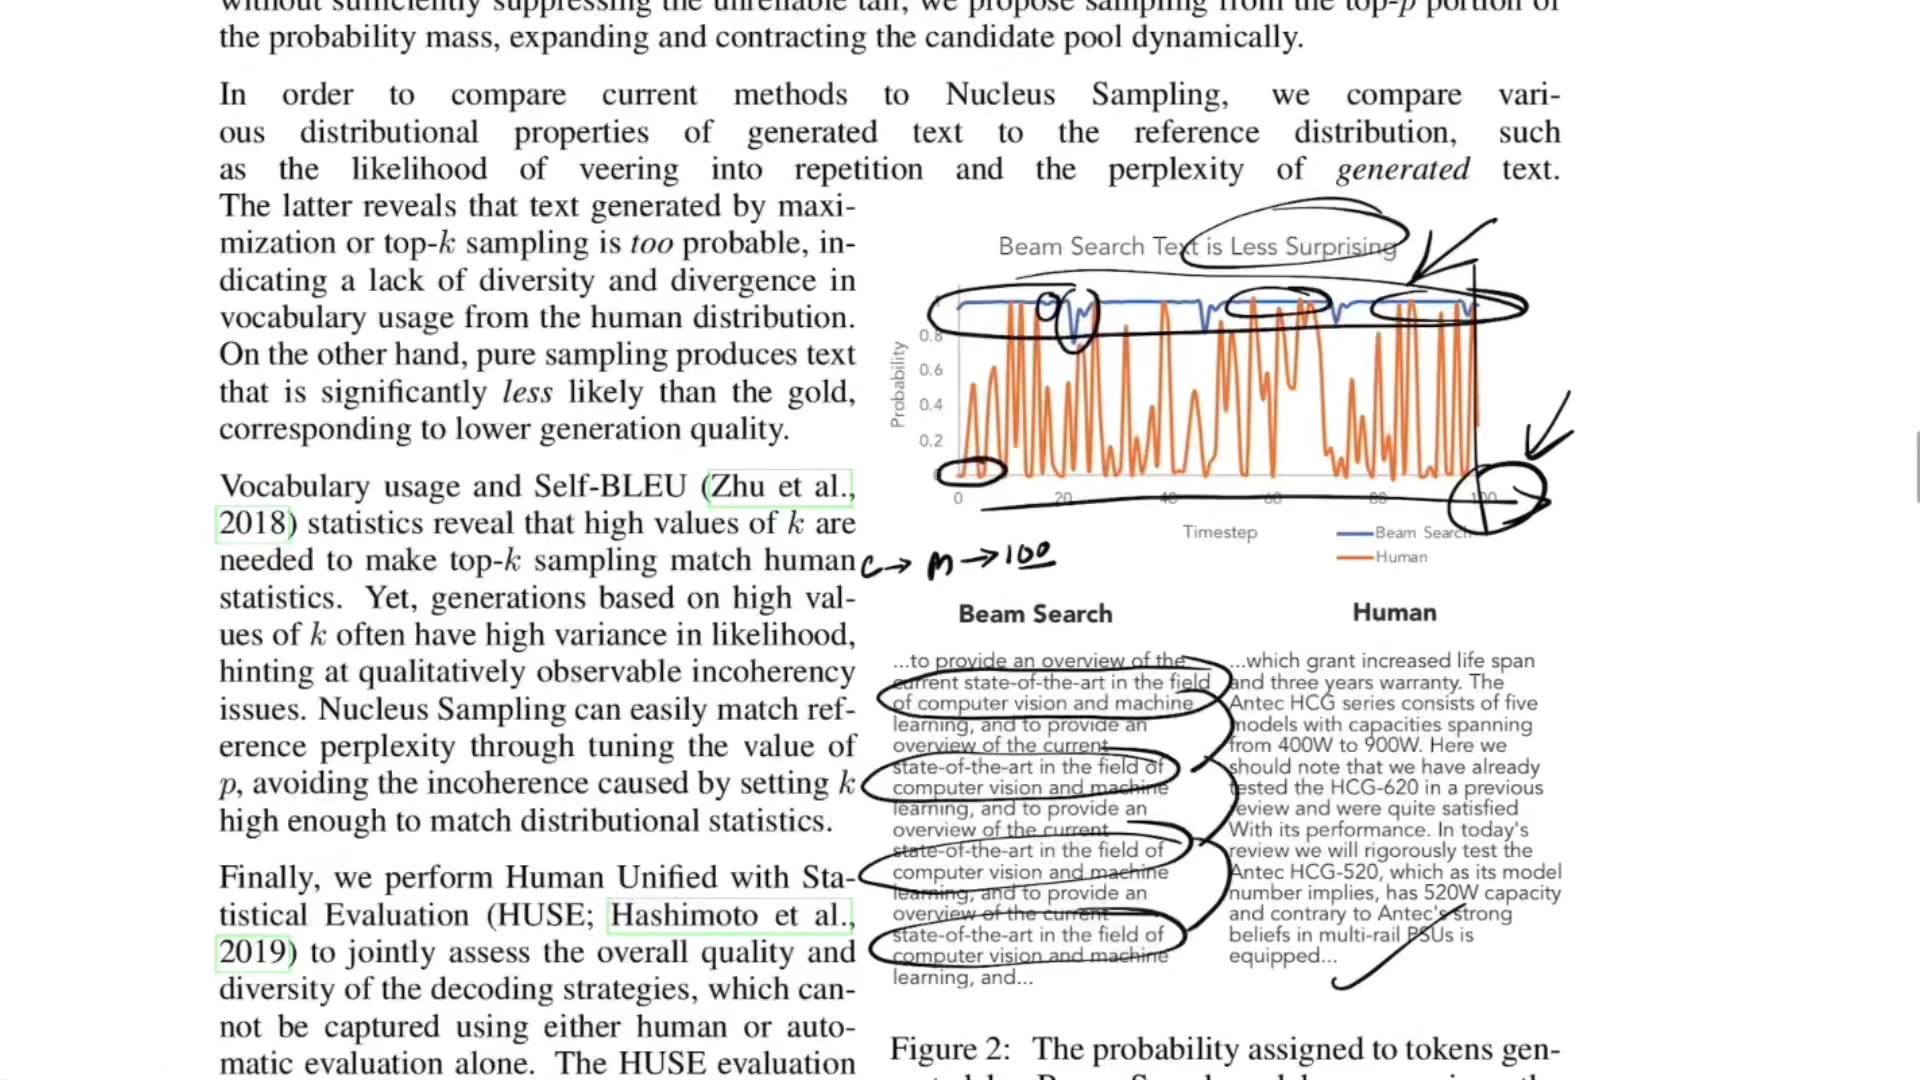 without sufficiently suppressing the unreliable tail, we propose sampling from the top-p portion of
the probability mass, expanding and contracting the candidate pool dynamically.
In order to compare current methods to Nucleus Sampling, we compare vari-
ous distributional properties of generated text to the reference distribution, such
as the likelihood of veering into repetition and the perplexity of generated text.
The latter reveals that text generated by maxi-
mization or top-k sampling is too probable, in-
dicating a lack of diversity and divergence in
vocabulary usage from the human distribution.
On the other hand, pure sampling produces text
that is significantly less likely than the gold,
corresponding to lower generation quality.
Vocabulary usage and Self-BLEU (Zhu et al.,
2018) statistics reveal that high values of k are
needed to make top-k sampling match human
statistics. Yet, generations based on high val-
ues of k often have high variance in likelihood,
hinting at qualitatively observable incoherency
issues. Nucleus Sampling can easily match ref-
erence perplexity through tuning the value of
p, avoiding the incoherence caused by setting k
high enough to match distributional statistics.
Finally, we perform Human Unified with Sta-
tistical Evaluation (HUSE; Hashimoto et al.,
2019) to jointly assess the overall quality and
diversity of the decoding strategies, which can-
not be captured using either human or auto-
matic evaluation alone. The HUSE evaluation
Beam Search Text is Less Surprising
Probability
0.8
0.6
0.4
0.2
0 20 40 60 80 100
Timestep
Beam Search
Human
C → M → 100
Beam Search
...to provide an overview of the
current state-of-the-art in the field
of computer vision and machine
learning, and to provide an
overview of the current
state-of-the-art in the field of
computer vision and machine
learning, and to provide an
overview of the current
state-of-the-art in the field of
computer vision and machine
learning, and to provide an
overview of the current
state-of-the-art in the field of
computer vision and machine
learning, and...
Human
...which grant increased life span
and three years warranty. The
Antec HCG series consists of five
models with capacities spanning
from 400W to 900W. Here we
should note that we have already
tested the HCG-620 in a previous
review and were quite satisfied
With its performance. In today's
review we will rigorously test the
Antec HCG-520, which as its model
number implies, has 520W capacity
and contrary to Antec's strong
beliefs in multi-rail PSUs is
equipped...
Figure 2: The probability assigned to tokens gen-